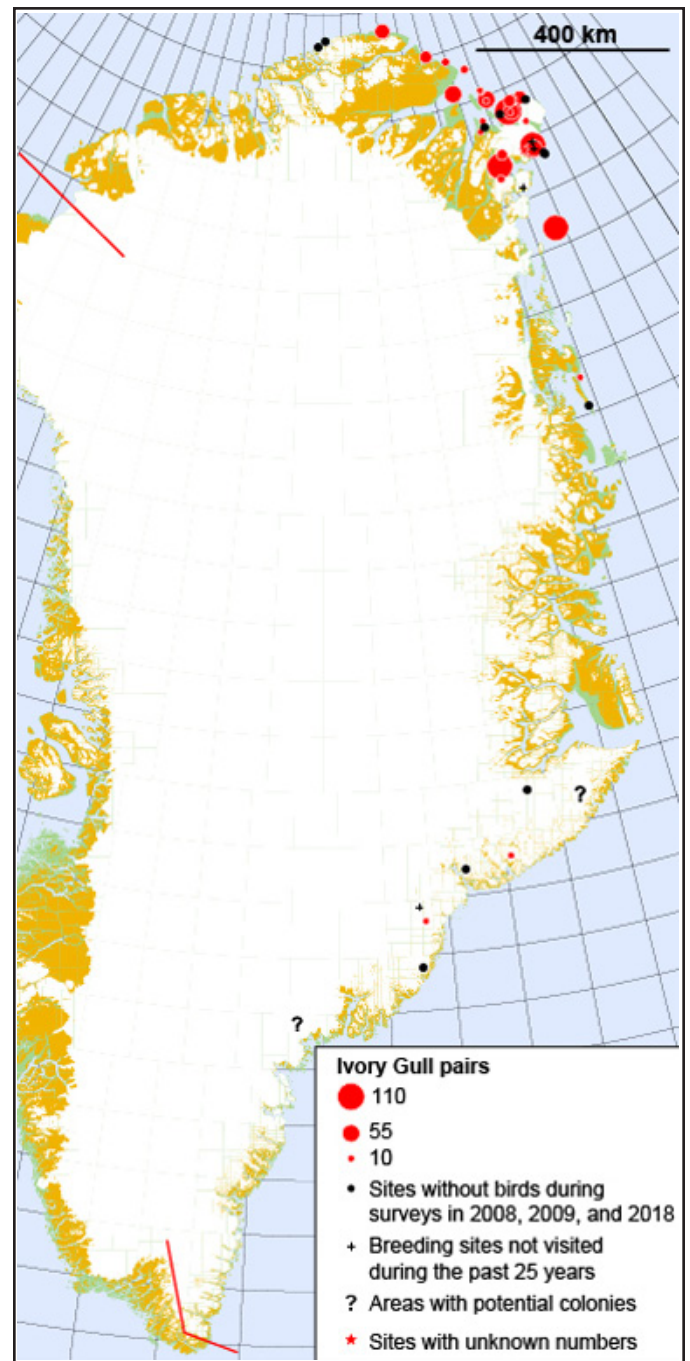 400 km
?
?
Ivory Gull pairs
110
55
10
Sites without birds during
surveys in 2008, 2009, and 2018
Breeding sites not visited
during the past 25 years
? Areas with potential colonies
Sites with unknown numbers